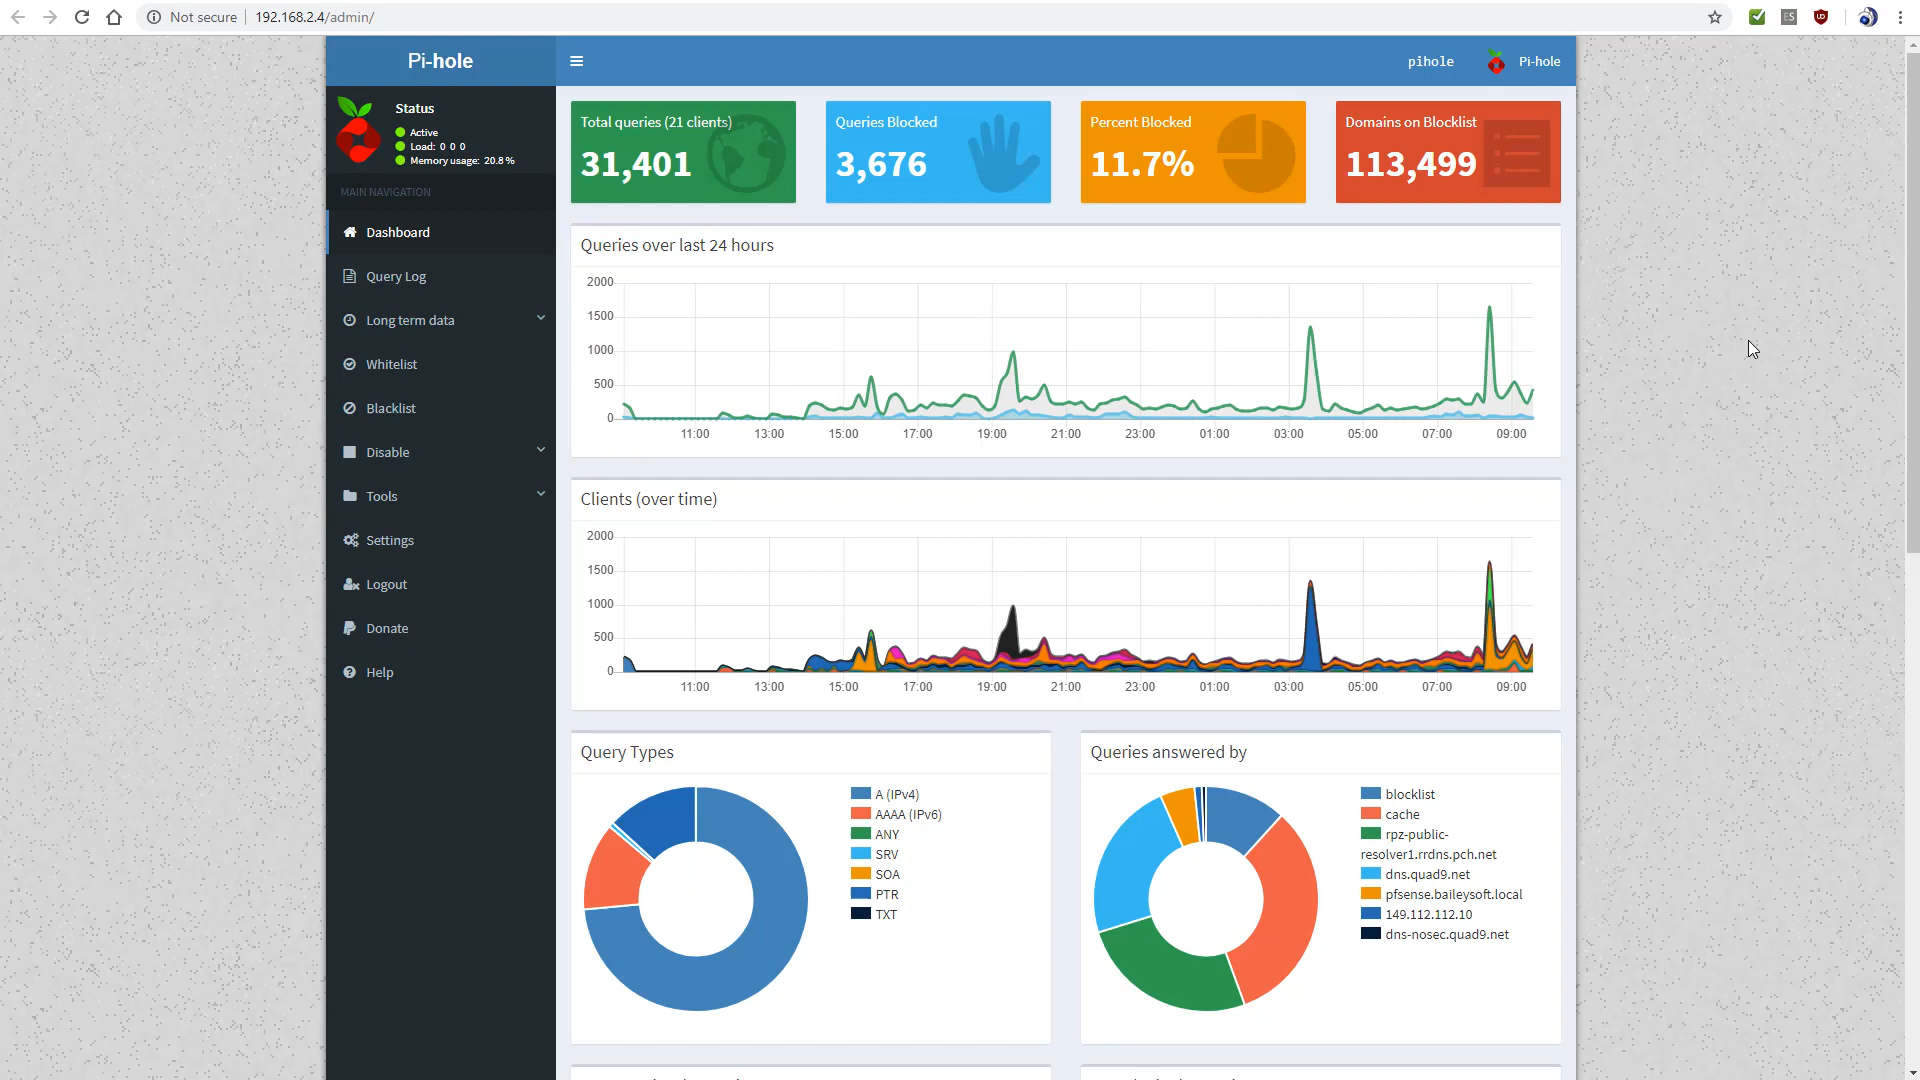 Not secure
192.168.2.4/admin/
ES
Pi-hole
pihole
Pi-hole
Status
Active
Load: 0 0 0
Memory usage: 20.8 %
MAIN NAVIGATION
Dashboard
Query Log
Long term data
Whitelist
Blacklist
Disable
Tools
Settings
Logout
Donate
Help
Total queries (21 clients)
31,401
Queries Blocked
3,676
Percent Blocked
11.7%
Domains on Blocklist
113,499
Queries over last 24 hours
2000
1500
1000
500
0
11:00 13:00 15:00 17:00 19:00 21:00 23:00 01:00 03:00 05:00 07:00 09:00
Clients (over time)
2000
1500
1000
500
0
11:00 13:00 15:00 17:00 19:00 21:00 23:00 01:00 03:00 05:00 07:00 09:00
Query Types
A (IPv4)
AAAA (IPv6)
ANY
SRV
SOA
PTR
TXT
Queries answered by
blocklist
cache
rpz-public-
resolver1.rrdns.pch.net
dns.quad9.net
pfsense.baileysoft.local
149.112.112.10
dns-nosec.quad9.net